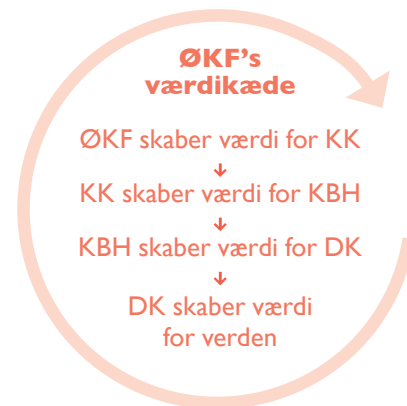 ØKF’s
værdikæde
ØKF skaber værdi for KK
KK skaber værdi for KBH
KBH skaber værdi for DK
DK skaber værdi
for verden